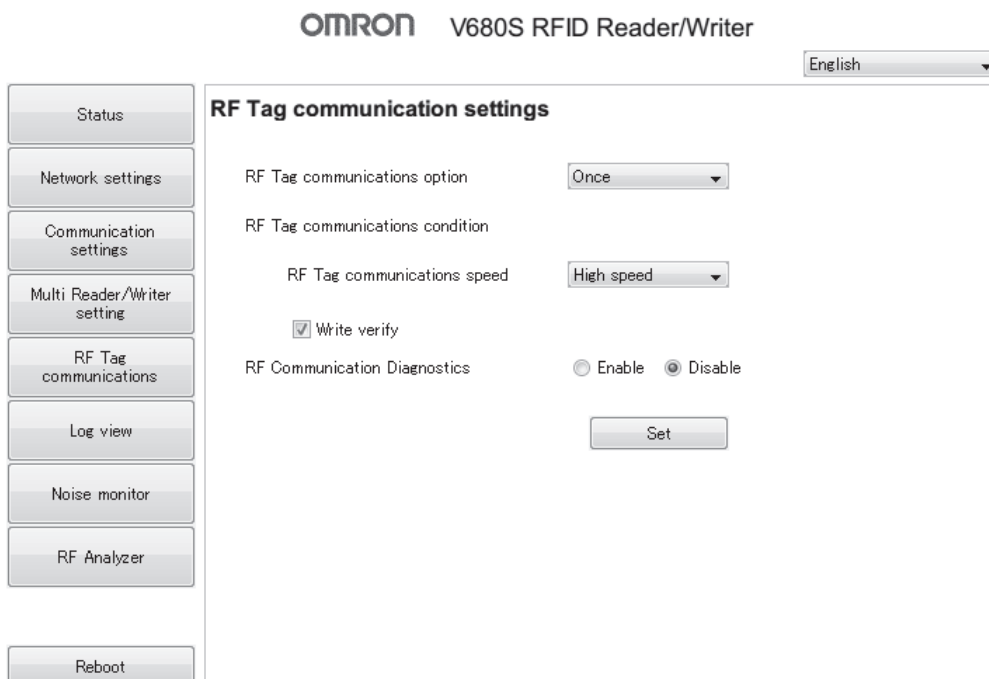 OMRON V680S RFID Reader/Writer
English
Status
Network settings
Communication
settings
Multi Reader/Writer
setting
RF Tag
communications
Log view
Noise monitor
RF Analyzer
Reboot
RF Tag communication settings
RF Tag communications option Once
RF Tag communications condition
RF Tag communications speed High speed
Write verify
RF Communication Diagnostics Enable Disable
Set